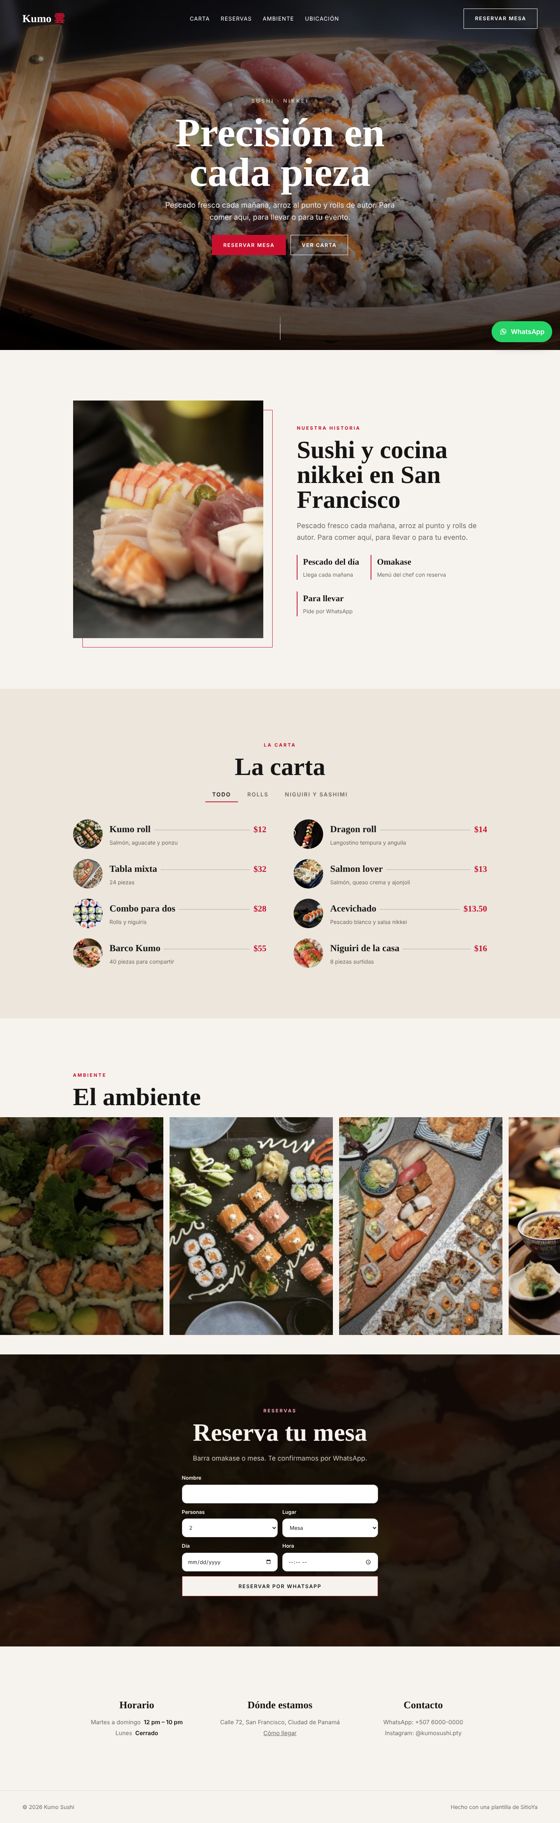 Kumo
CARTA RESERVAS AMBIENTE UBICACIÓN
RESERVAR MESA
SUSHI · NIKKEI
Precisión en
cada pieza
Pescado fresco cada mañana, arroz al punto y rolls de autor. Para
comer aquí, para llevar o para tu evento.
RESERVAR MESA
VER CARTA
WhatsApp
NUESTRA HISTORIA
Sushi y cocina
nikkei en San
Francisco
Pescado fresco cada mañana, arroz al punto y rolls de
autor. Para comer aquí, para llevar o para tu evento.
Pescado del día
Llega cada mañana
Omakase
Menú del chef con reserva
Para llevar
Pide por WhatsApp
LA CARTA
La carta
TODO ROLLS NIGUIRI Y SASHIMI
Kumo roll $12
Salmón, aguacate y ponzu
Dragon roll $14
Langostino tempura y anguila
Tabla mixta $32
24 piezas
Salmon lover $13
Salmón, queso crema y ajonjolí
Combo para dos $28
Rolls y niguiris
Acevichado $13.50
Pescado blanco y salsa nikkei
Barco Kumo $55
40 piezas para compartir
Niguiri de la casa $16
8 piezas surtidas
AMBIENTE
El ambiente
RESERVAS
Reserva tu mesa
Barra omakase o mesa. Te confirmamos por WhatsApp.
Nombre
Personas
2
Lugar
Mesa
Día
mm/dd/yyyy
Hora
--:-- --
RESERVAR POR WHATSAPP
Horario
Martes a domingo 12 pm – 10 pm
Lunes Cerrado
Dónde estamos
Calle 72, San Francisco, Ciudad de Panamá
Cómo llegar
Contacto
WhatsApp: +507 6000-0000
Instagram: @kumosushi.pty
© 2026 Kumo Sushi
Hecho con una plantilla de SitioYa